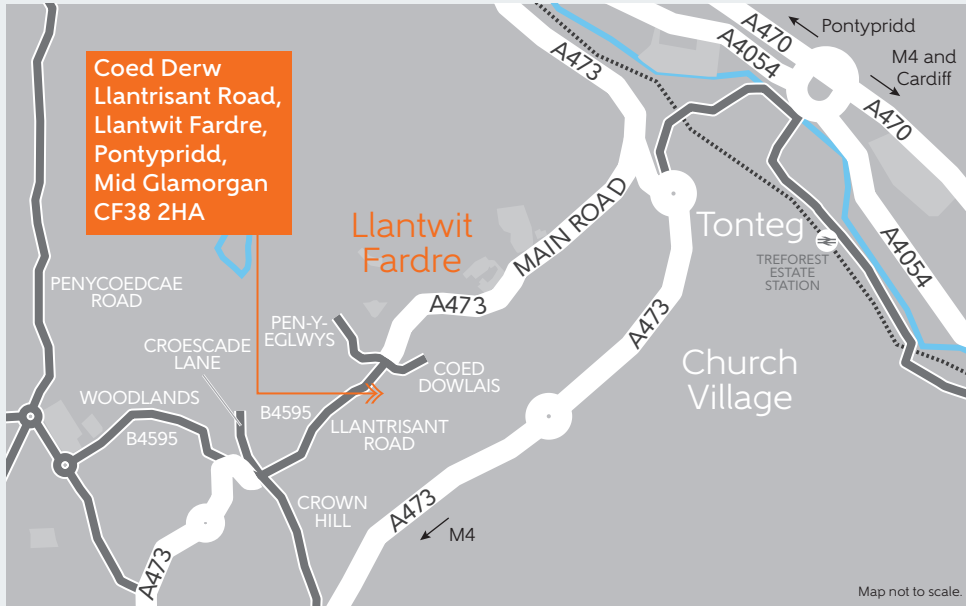 Coed Derw
Llantrisant Road,
Llantwit Fardre,
Pontypridd,
Mid Glamorgan
CF38 2HA
A473
A4054
A470
Pontypridd
M4 and
Cardiff
A470
Llantwit
Fardre
MAIN ROAD
Tonteg
TREFOREST
ESTATE
STATION
A4054
PENYCOEDCAE
ROAD
A473
A473
PEN-Y-
EGLWYS
CROESCADE
LANE
COED
DOWLAIS
Church
Village
WOODLANDS
B4595
B4595
LLANTRISANT
ROAD
CROWN
HILL
A473
M4
A473
Map not to scale.